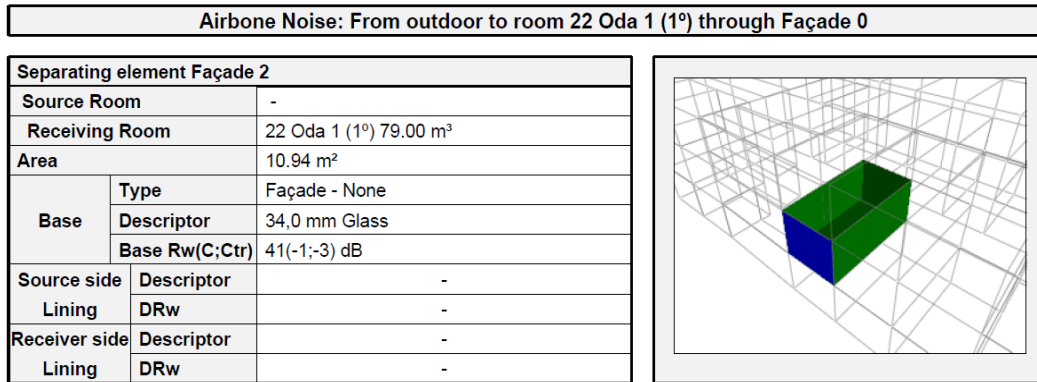 Airbone Noise: From outdoor to room 22 Oda 1 (1º) through Façade 0
Separating element Façade 2
Source Room -
Receiving Room 22 Oda 1 (1º) 79.00 m³
Area 10.94 m²
Base Type Façade - None
Descriptor 34,0 mm Glass
Base Rw(C;Ctr) 41(-1;-3) dB
Source side Lining Descriptor -
DRw -
Receiver side Lining Descriptor -
DRw -